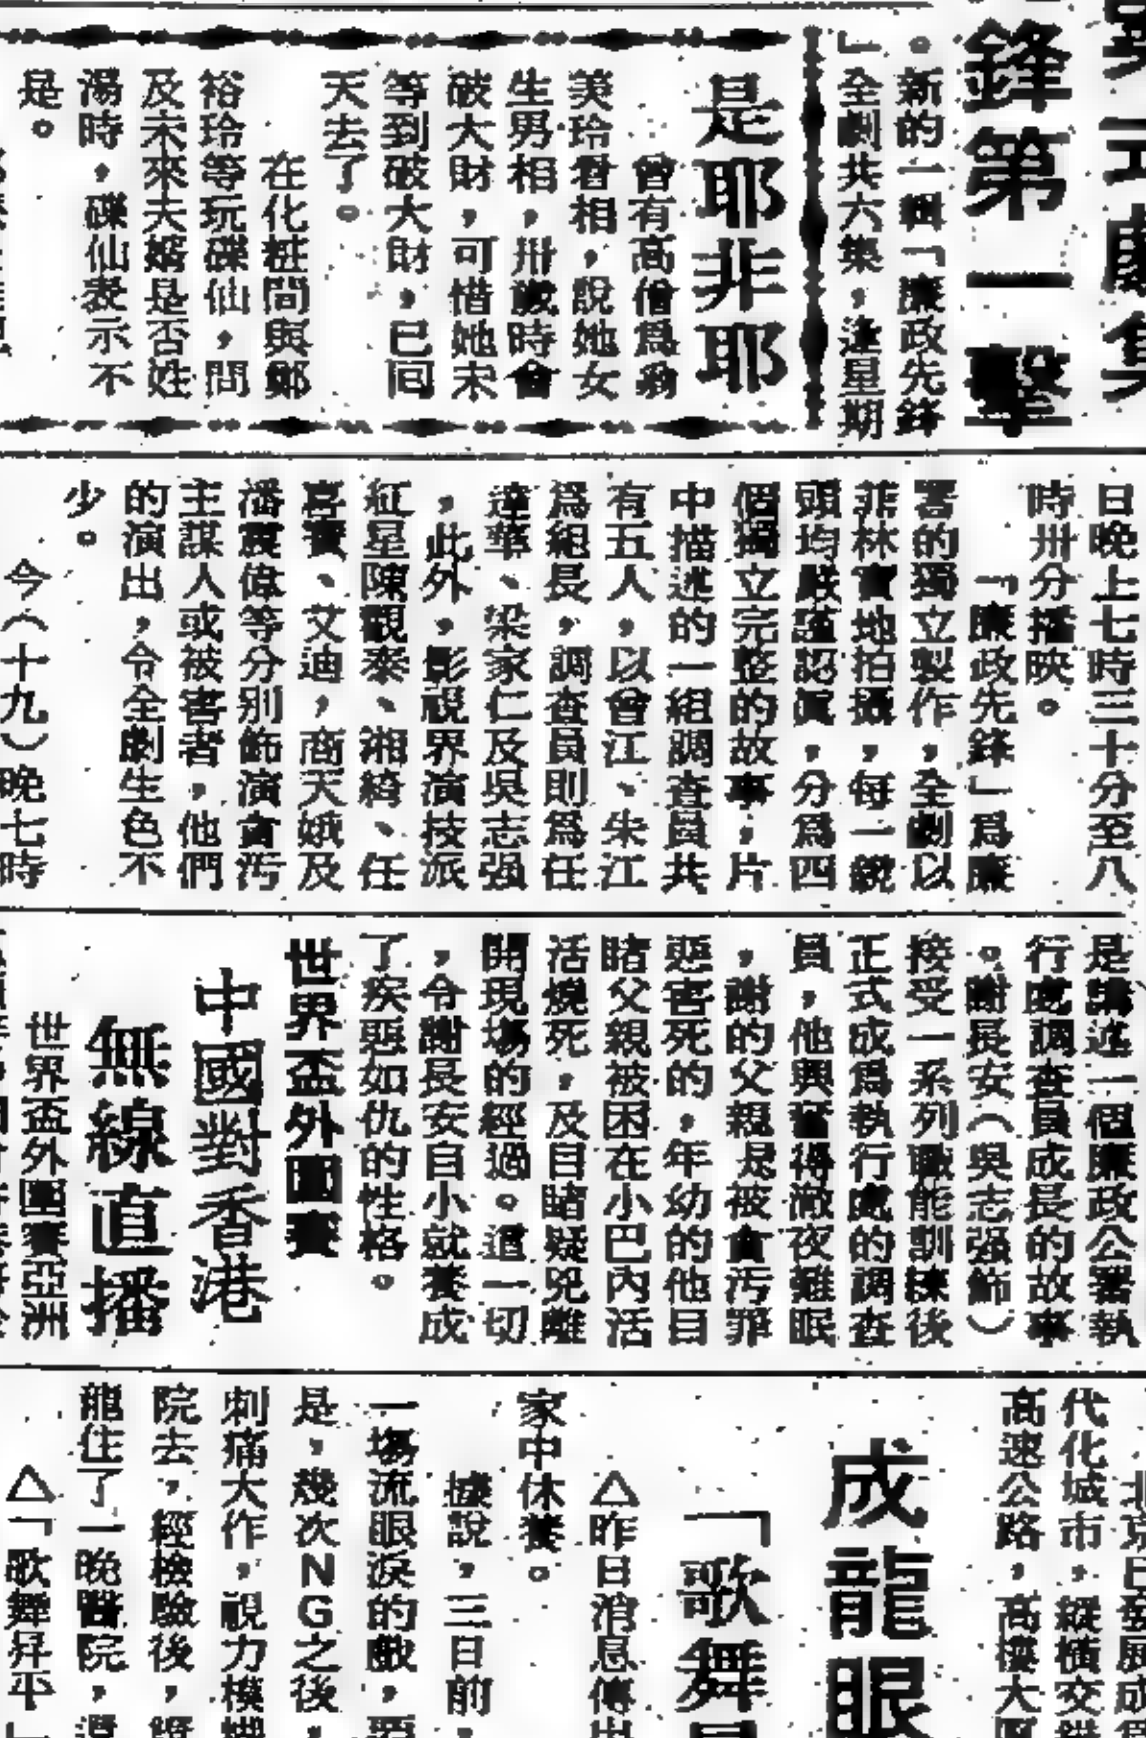 鋒第一擊
。新的一輯「廉政先鋒
」全劇共六集，逢星期
是耶非耶
曾有高僧爲翁
美玲看相，說她女
生男相，卅歲時會
破大財，可惜她未
等到破大財，已回
天去了。
在化粧間與鄭
裕玲等玩碟仙，問
及未來夫婿是否姓
湯時，碟仙表示不
是。
日晚上七時三十分至八
時卅分播映。
「廉政先鋒」爲廉
署的獨立製作，全劇以
菲林實地拍攝，每一鏡
頭均嚴謹認眞，分爲四
個獨立完整的故事，片
中描述的一組調查員共
有五人，以曾江、朱江
爲組長，調查員則爲任
達華、梁家仁及吳志强
，此外，影視界演技派
紅星陳觀泰、湘綺、任
喜寶、艾迪，商天娥及
潘震偉等分別飾演貪汚
主謀人或被害者，他們
的演出，令全劇生色不
少。
今（十九）晚七時
是講述一個廉政公署執
行處調查員成長的故事
。謝長安（吳志强飾）
接受一系列職能訓練後
正式成爲執行處的調查
員，他興奮得澈夜難眠
，謝的父親是被貪汚罪
惡害死的，年幼的他目
睹父親被困在小巴內活
活燒死，及目睹疑兇離
開現場的經過。這一切
，令謝長安自小就養成
了疾惡如仇的性格。
世界盃外圍賽
中國對香港
無線直播
世界盃外圍賽亞洲
北京已發展成爲
代化城市，縱橫交錯
高速公路，高樓大厦
成龍眼
「歌舞昇
△昨日消息傳出
家中休養。
據說，三日前，
一塲流眼淚的戲，
是，幾次NG之後，
刺痛大作，視力模糊
院去，經檢驗後，證
龍住了一晚醫院，還
△「歌舞昇平」